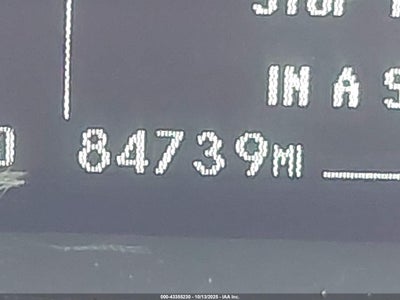 IN A
84739MI
000-43355230 - 10/13/2025 - IAA Inc.